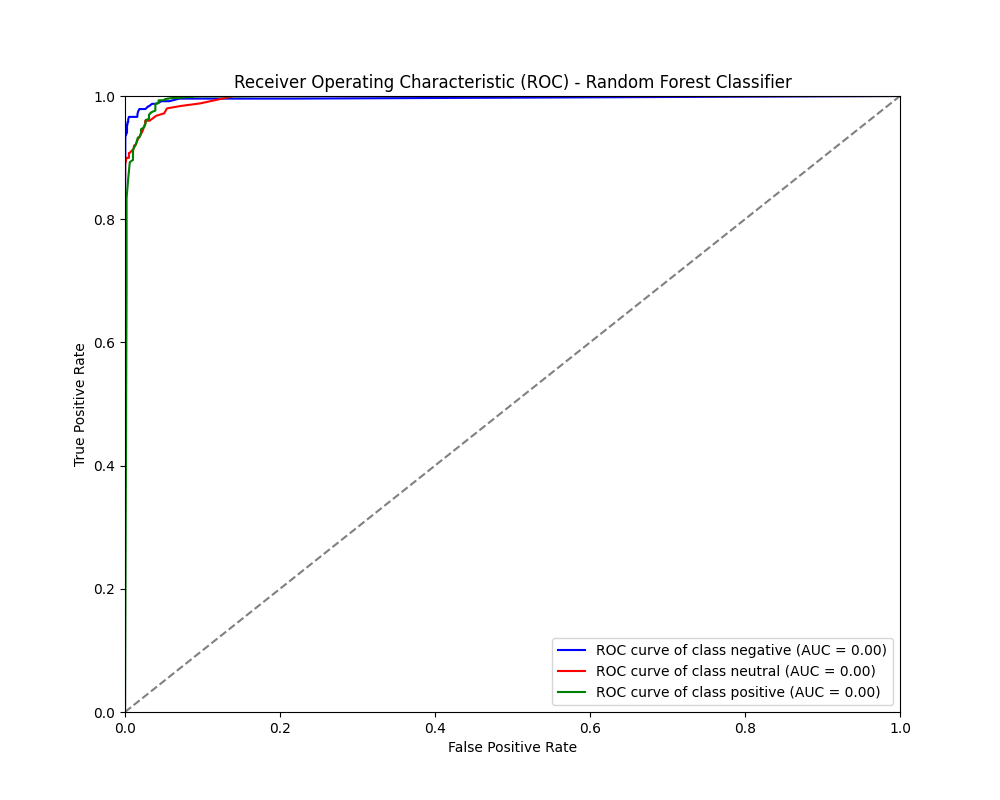 Receiver Operating Characteristic (ROC) - Random Forest Classifier
1.0
0.8
0.6
0.4
0.2
0.0
True Positive Rate
ROC curve of class negative (AUC = 0.00)
ROC curve of class neutral (AUC = 0.00)
ROC curve of class positive (AUC = 0.00)
0.0 0.2 0.4 0.6 0.8 1.0
False Positive Rate